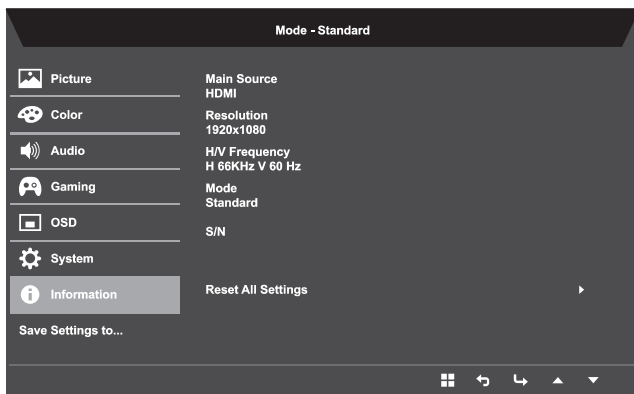 Mode - Standard
Picture
Color
Audio
Gaming
OSD
System
Information
Save Settings to...
Main Source
HDMI
Resolution
1920x1080
H/V Frequency
H 66KHz V 60 Hz
Mode
Standard
S/N
Reset All Settings